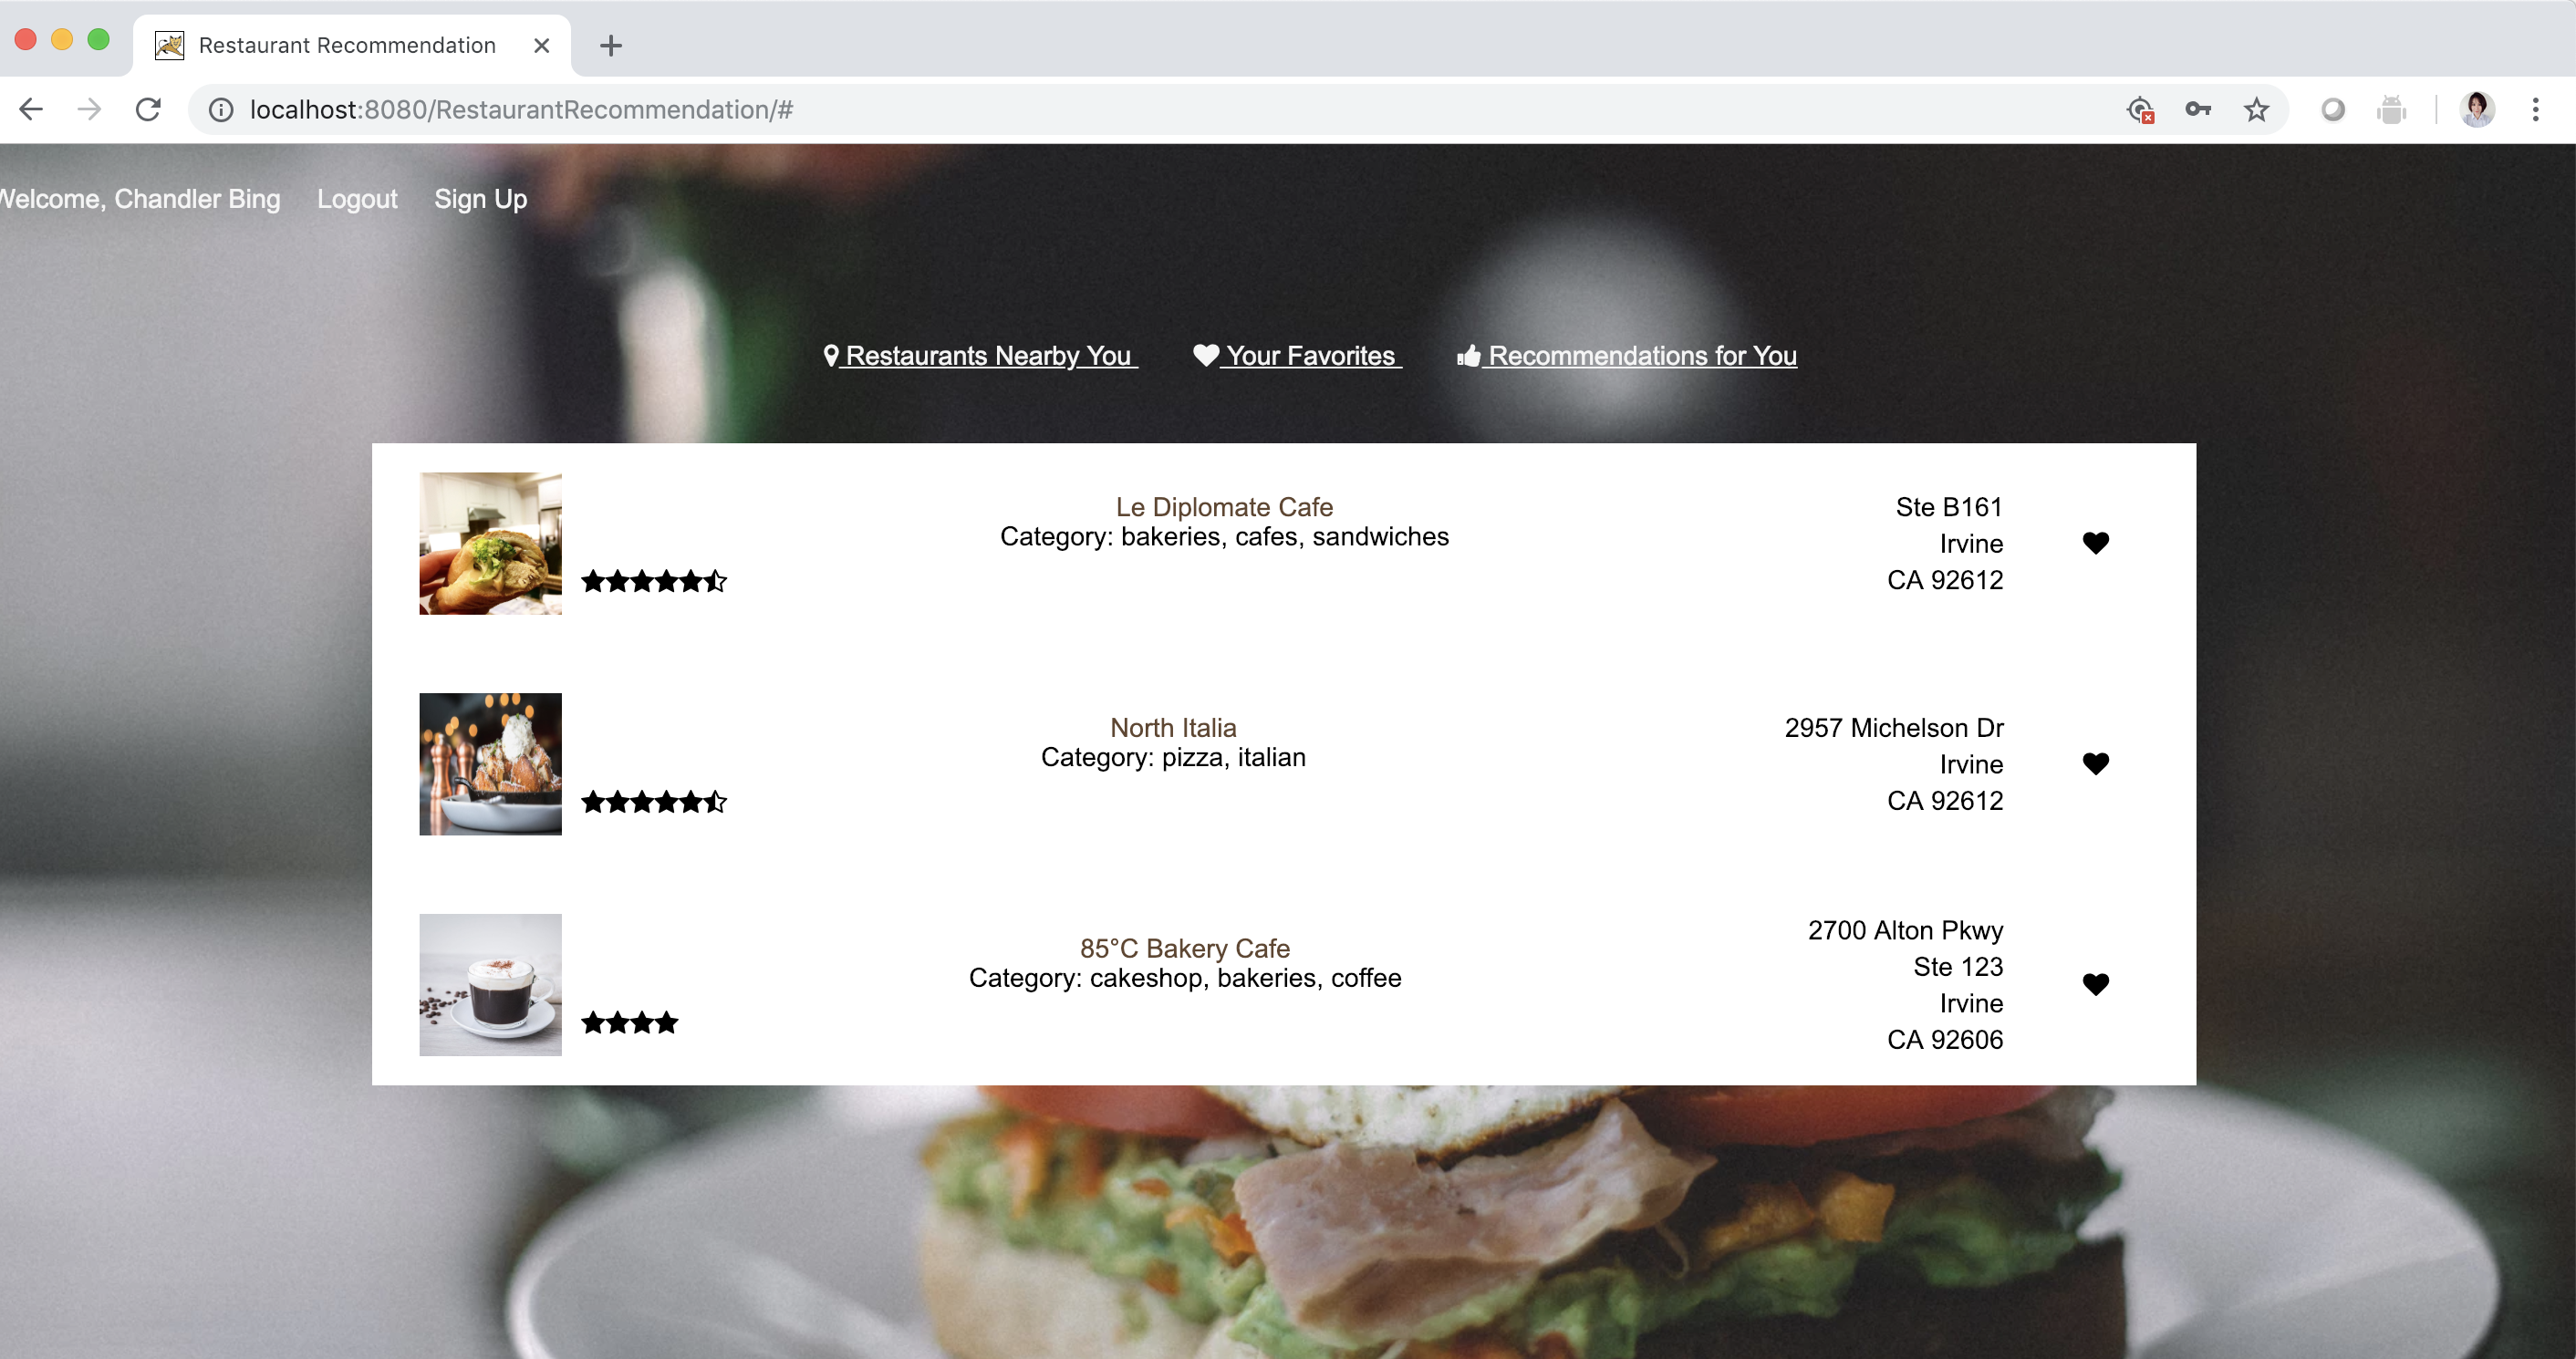 Restaurant Recommendation
localhost:8080/RestaurantRecommendation/#
Welcome, Chandler Bing Logout Sign Up
Restaurants Nearby You Your Favorites Recommendations for You
Le Diplomate Cafe
Category: bakeries, cafes, sandwiches
Ste B161
Irvine
CA 92612
North Italia
Category: pizza, italian
2957 Michelson Dr
Irvine
CA 92612
85°C Bakery Cafe
Category: cakeshop, bakeries, coffee
2700 Alton Pkwy
Ste 123
Irvine
CA 92606